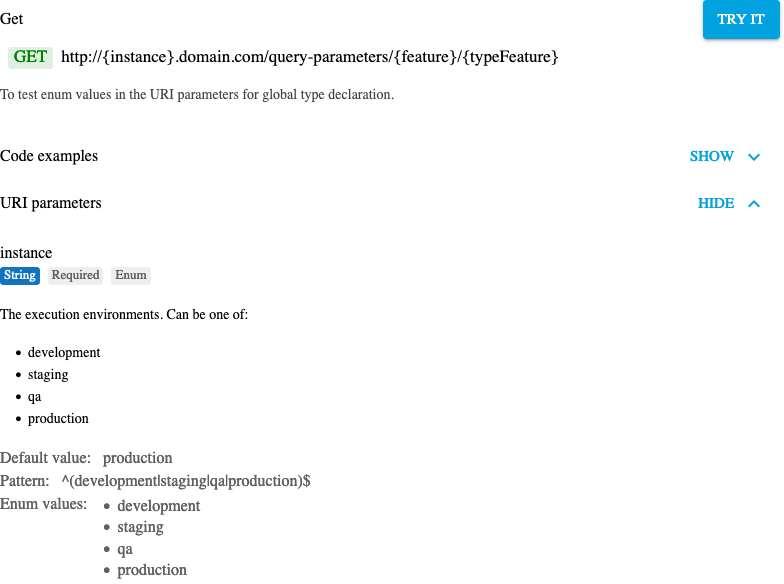 Get
TRY IT
GET http://{instance}.domain.com/query-parameters/{feature}/{typeFeature}
To test enum values in the URI parameters for global type declaration.
Code examples
SHOW
URI parameters
HIDE
instance
String Required Enum
The execution environments. Can be one of:
• development
• staging
• qa
• production
Default value: production
Pattern: ^(development|staging|qa|production)$
Enum values: • development
• staging
• qa
• production